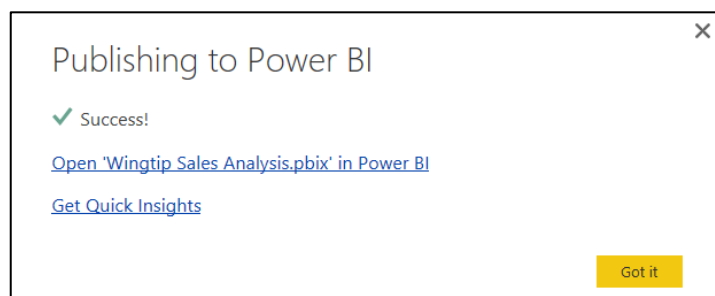 Publishing to Power BI
Success!
Open 'Wingtip Sales Analysis.pbix' in Power BI
Get Quick Insights
Got it